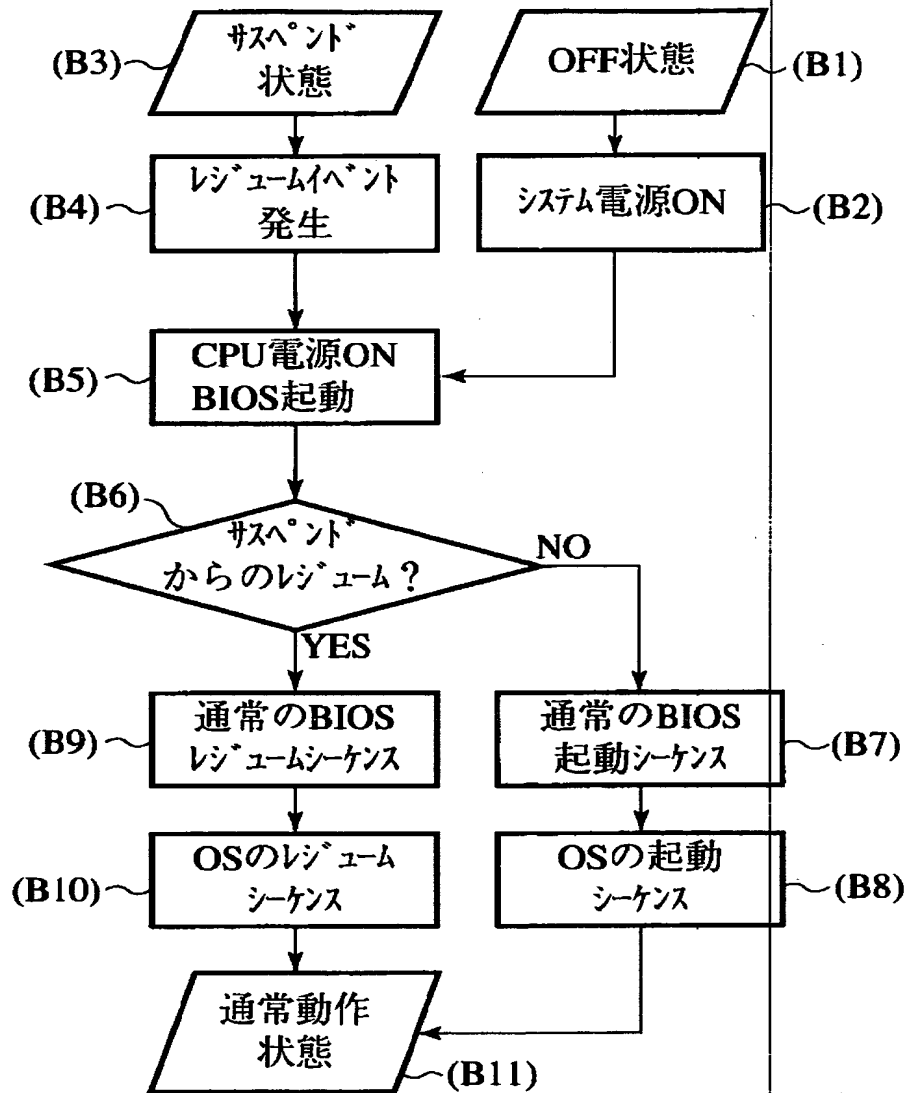 (B3)
サスペンド
状態
OFF状態
(B1)
(B4)
レジュームイベント
発生
システム電源ON
(B2)
(B5)
CPU電源ON
BIOS起動
(B6)
サスペンド
からのレジューム？
NO
YES
(B9)
通常のBIOS
レジュームシーケンス
通常のBIOS
起動シーケンス
(B7)
(B10)
OSのレジューム
シーケンス
OSの起動
シーケンス
(B8)
通常動作
状態
(B11)